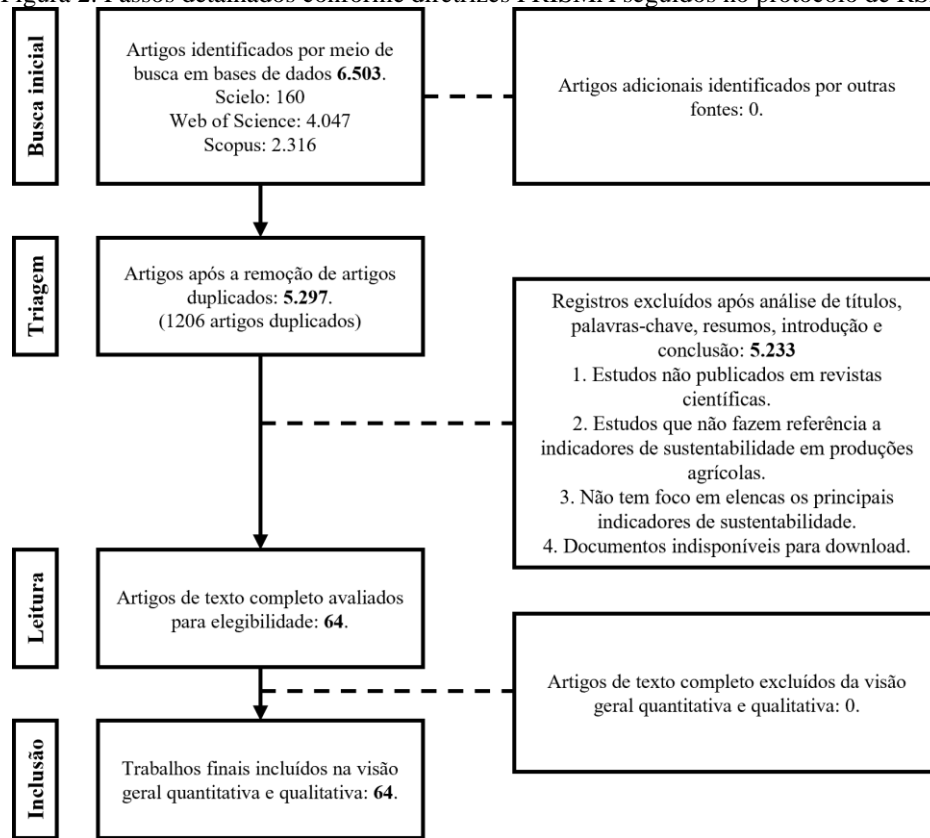 Figura 2. Passos detalhados conforme diretrizes PRISMA seguidos no protocolo de RS
Busca inicial
Artigos identificados por meio de
busca em bases de dados 6.503.
Scielo: 160
Web of Science: 4.047
Scopus: 2.316
Artigos adicionais identificados por outras
fontes: 0.
Triagem
Artigos após a remoção de artigos
duplicados: 5.297.
(1206 artigos duplicados)
Registros excluídos após análise de títulos,
palavras-chave, resumos, introdução e
conclusão: 5.233
1. Estudos não publicados em revistas
científicas.
2. Estudos que não fazem referência a
indicadores de sustentabilidade em produções
agrícolas.
3. Não tem foco em elencas os principais
indicadores de sustentabilidade.
4. Documentos indisponíveis para download.
Leitura
Artigos de texto completo avaliados
para elegibilidade: 64.
Artigos de texto completo excluídos da visão
geral quantitativa e qualitativa: 0.
Inclusão
Trabalhos finais incluídos na visão
geral quantitativa e qualitativa: 64.